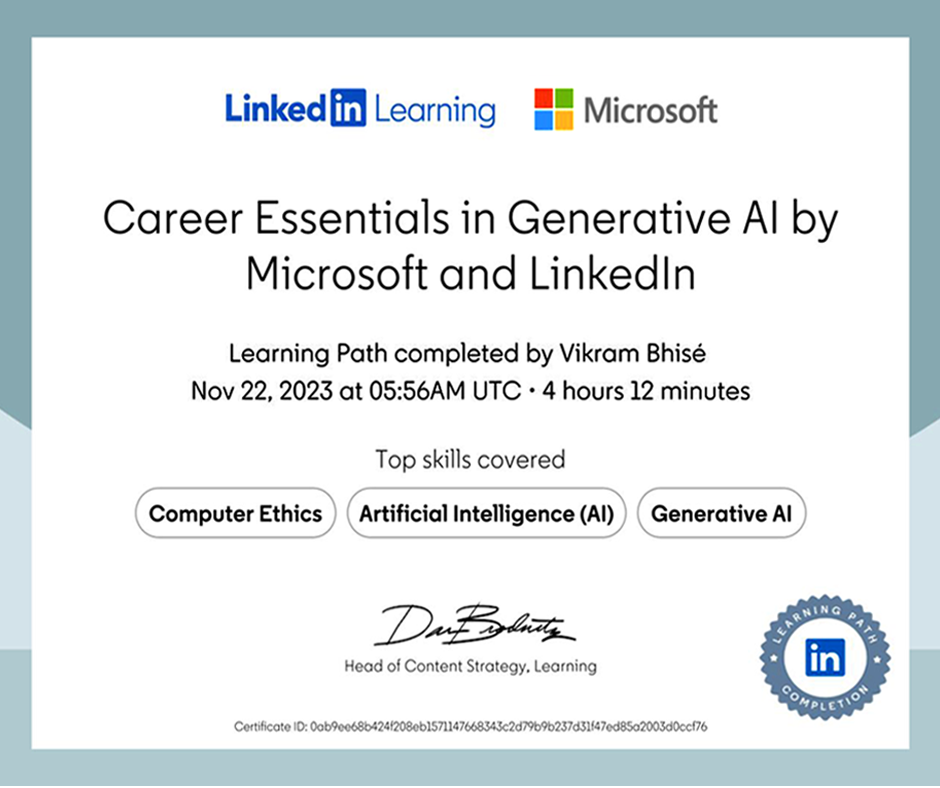 LinkedIn Learning Microsoft
Career Essentials in Generative AI by
Microsoft and LinkedIn
Learning Path completed by Vikram Bhisé
Nov 22, 2023 at 05:56AM UTC • 4 hours 12 minutes
Top skills covered
Computer Ethics Artificial Intelligence (AI) Generative AI
Dan Brodnitz
Head of Content Strategy, Learning
LEARNING PATH
in
COMPLETION
Certificate ID: 0ab9ee68b424f208eb1571147668343c2d79b9b237d31f47ed85a2003d0ccf76